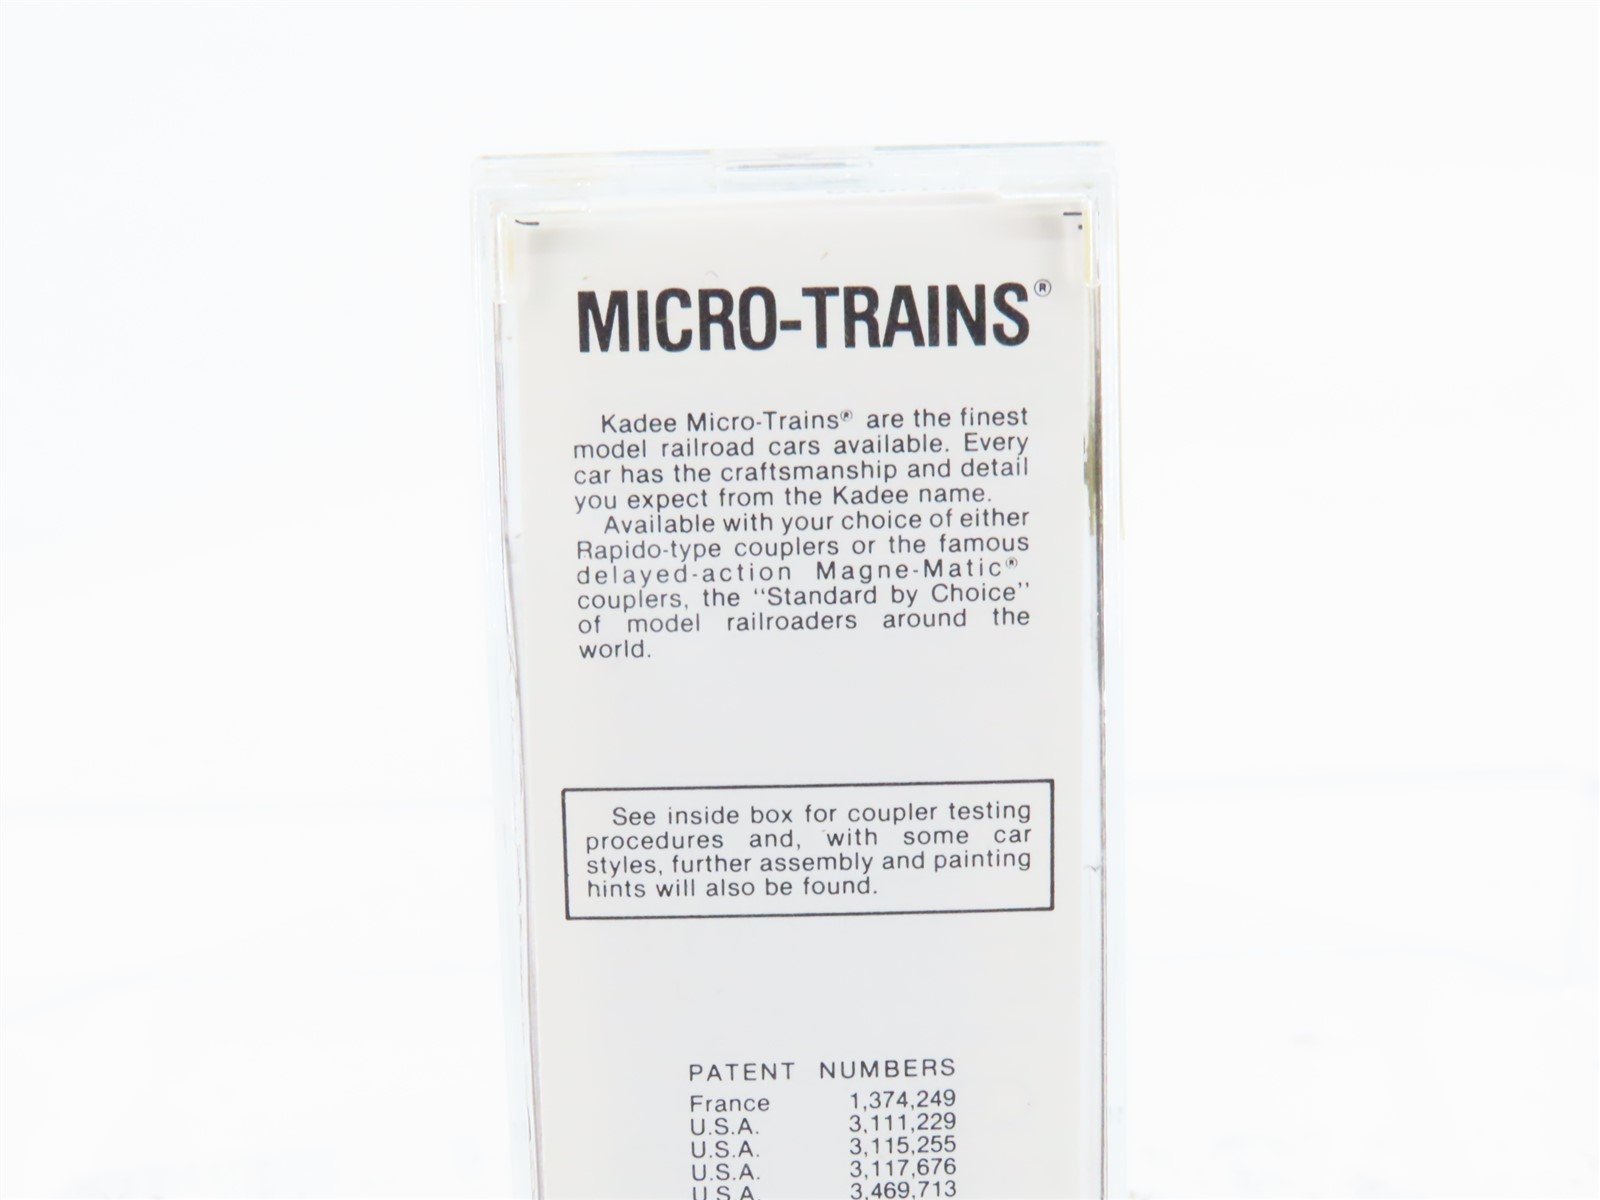 MICRO-TRAINS®
Kadee Micro-Trains® are the finest
model railroad cars available. Every
car has the craftsmanship and detail
you expect from the Kadee name.
Available with your choice of either
Rapido-type couplers or the famous
delayed-action Magne-Matic®
couplers, the "Standard by Choice"
of model railroaders around the
world.
See inside box for coupler testing
procedures and, with some car
styles, further assembly and painting
hints will also be found.
PATENT NUMBERS
France 1,374,249
U.S.A. 3,111,229
U.S.A. 3,115,255
U.S.A. 3,117,676
U.S.A. 3,469,713